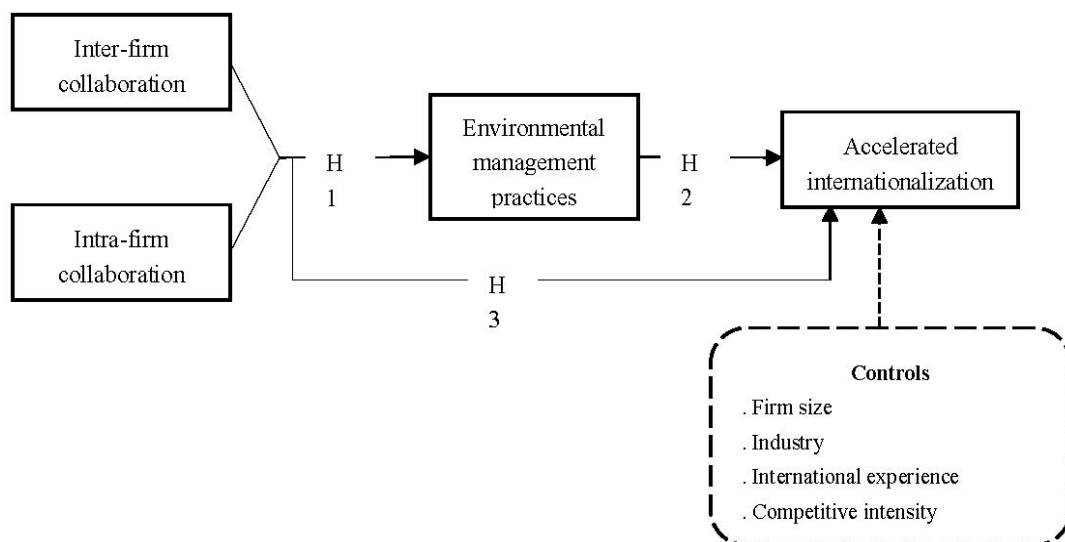 Inter-firm
collaboration
Environmental
management
practices
Accelerated
internationalization
H
1
H
2
Intra-firm
collaboration
H
3
Controls
. Firm size
. Industry
. International experience
. Competitive intensity